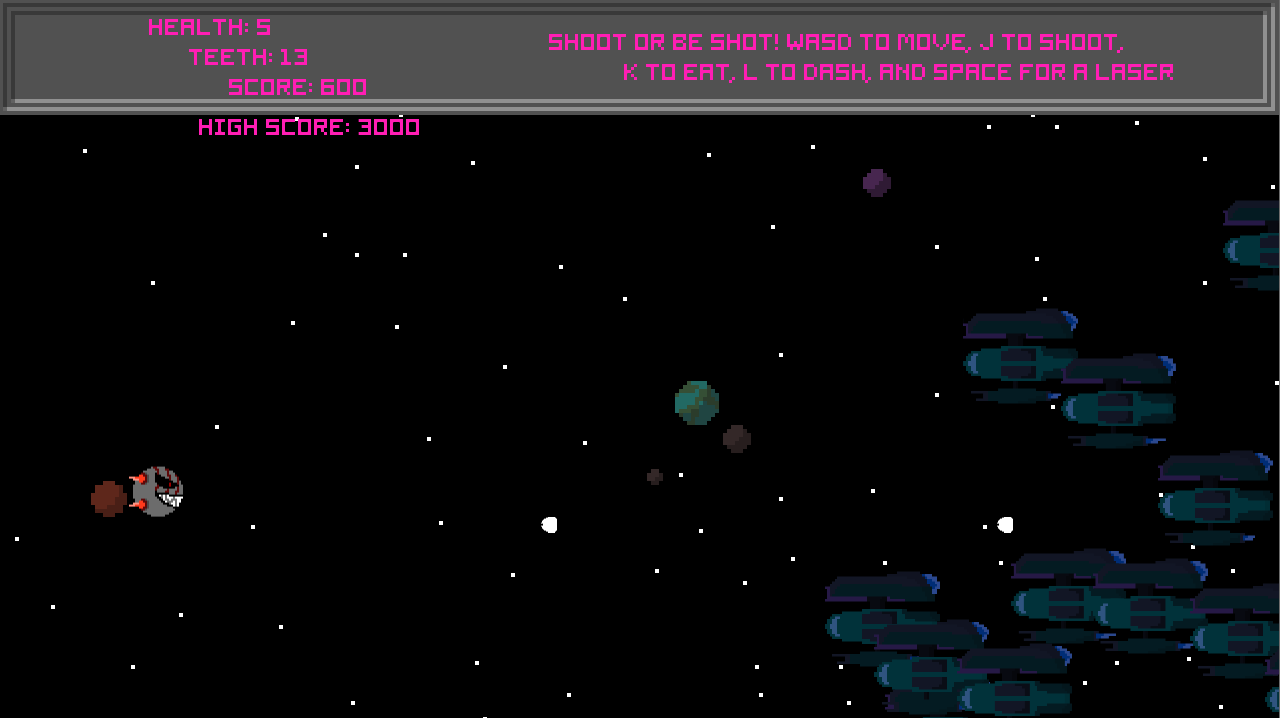 HEALTH: 5
TEETH: 13
SCORE: 600
HIGH SCORE: 3000
SHOOT OR BE SHOT! WASD TO MOVE, J TO SHOOT,
K TO EAT, L TO DASH, AND SPACE FOR A LASER